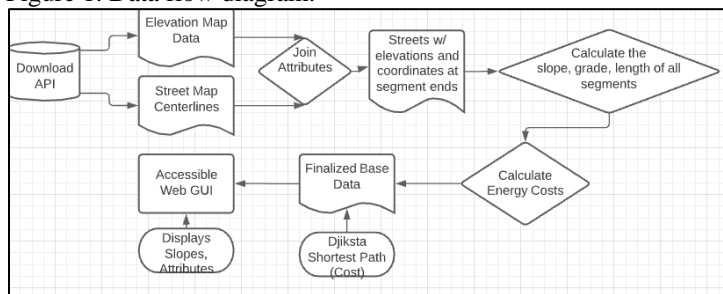 Figure 1. Data flow diagram.
Elevation Map
Data
Download
API
Street Map
Centerlines
Join
Attributes
Streets w/
elevations and
coordinates at
segment ends
Calculate the
slope, grade, length of all
segments
Calculate
Energy Costs
Finalized Base
Data
Accessible
Web GUI
Djiksta
Shortest Path
(Cost)
Displays
Slopes,
Attributes